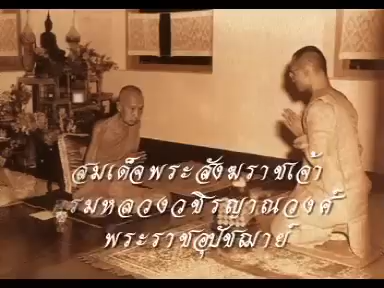 สมเด็จพระสังฆราชเจ้า
รมหลวงวชิรญาณวงศ์
พระราชอุปัชฌาย์